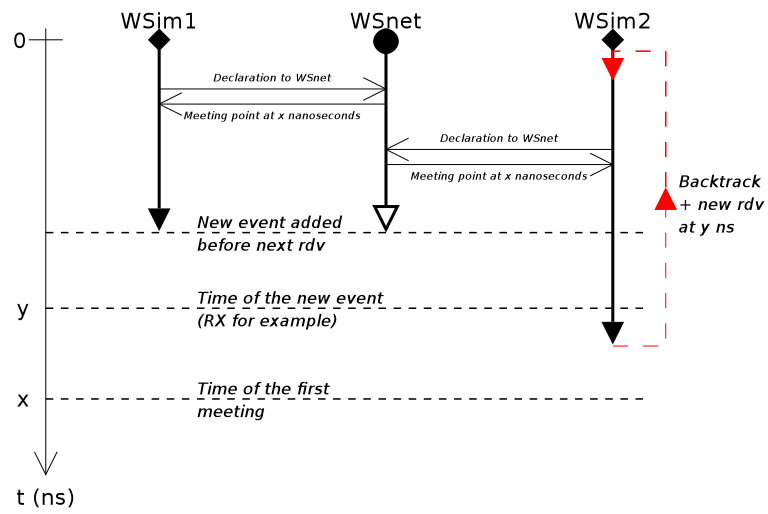 WSim1
WSnet
WSim2
0
Declaration to WSnet
Meeting point at x nanoseconds
Declaration to WSnet
Meeting point at x nanoseconds
Backtrack
+ new rdv
at y ns
New event added
before next rdv
y
Time of the new event
(RX for example)
x
Time of the first
meeting
t (ns)